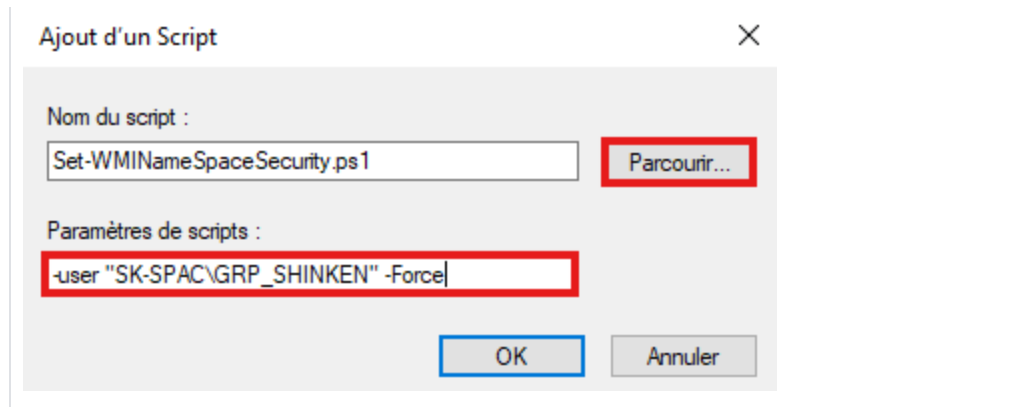 Ajout d'un Script
Nom du script :
Set-WMINameSpaceSecurity.ps1
Parcourir...
Paramètres de scripts :
-user "SK-SPAC\GRP_SHINKEN" -Force
OK
Annuler